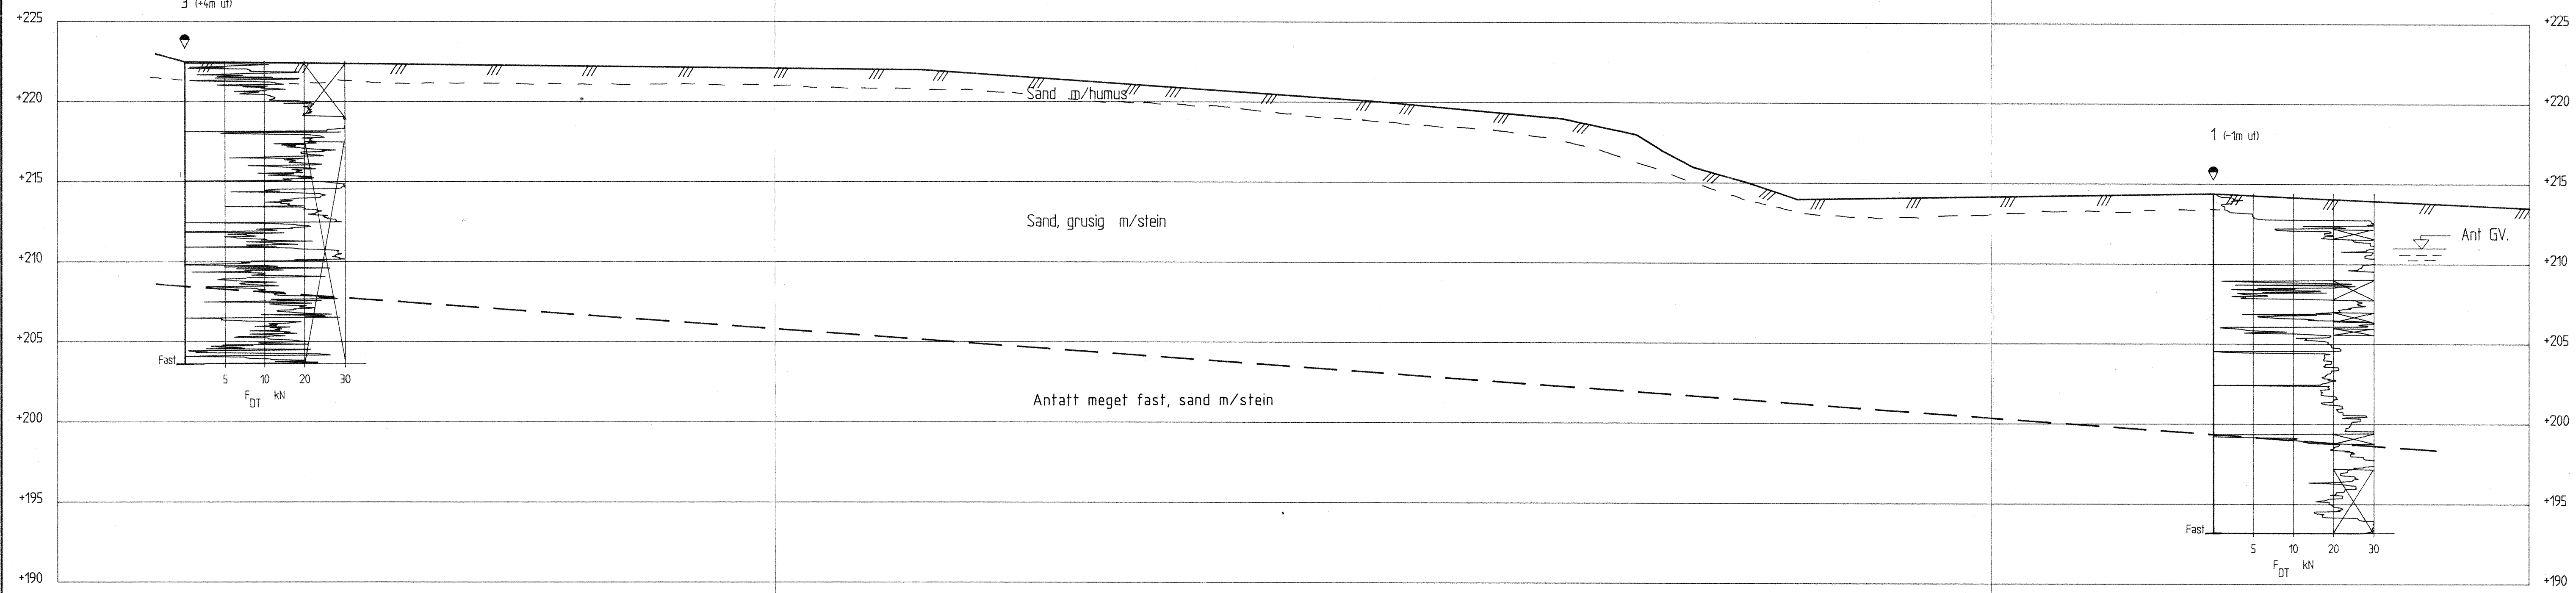 3 (+4m ut)
+225
+225
+220
Sand m/humus
+220
1 (-1m ut)
+215
+215
Sand, grusig m/stein
Ant GV.
+210
+210
+205
+205
Fast
5 10 20 30
F DT kN
Antatt meget fast, sand m/stein
+200
+200
+195
+195
Fast
5 10 20 30
F DT kN
+190
+190